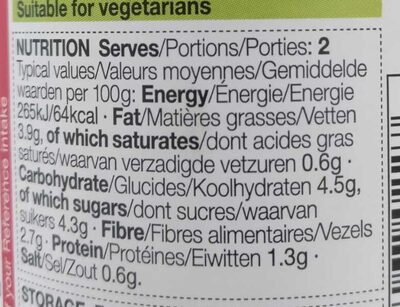 Suitable for vegetarians
NUTRITION Serves/Portions/Porties: 2
Typical values/Valeurs moyennes/Gemiddelde
waarden per 100g: Energy/Énergie/Energie
265kJ/64kcal · Fat/Matières grasses/Vetten
3.9g, of which saturates/dont acides gras
saturés/waarvan verzadigde vetzuren 0.6g ·
Carbohydrate/Glucides/Koolhydraten 4.5g,
of which sugars/dont sucres/waarvan
suikers 4.3g · Fibre/Fibres alimentaires/Vezels
2.7g · Protein/Protéines/Eiwitten 1.3g ·
Salt/Sel/Zout 0.6g.
your Reference intake